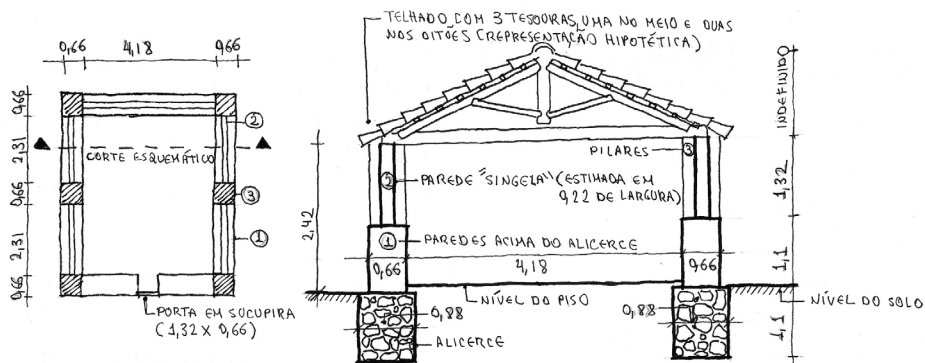 0,66
4,18
0,66
0,66
2,31
0,66
2,31
0,66
CORTE ESQUEMÁTICO
2
3
1
PORTA EM SUCUPIRA
(1,32 X 0,66)
TELHADO COM 3 TESOURAS, UMA NO MEIO E DUAS
NOS OITÕES (REPRESENTAÇÃO HIPOTÉTICA)
INDEFINIDO
PILARES
3
2
PAREDE "SINGELA" (ESTIMADA EM
0,22 DE LARGURA)
1,32
2,42
1
PAREDES ACIMA DO ALICERCE
0,66
4,18
0,66
1,1
NÍVEL DO PISO
NÍVEL DO SOLO
0,88
0,88
ALICERCE
1,1